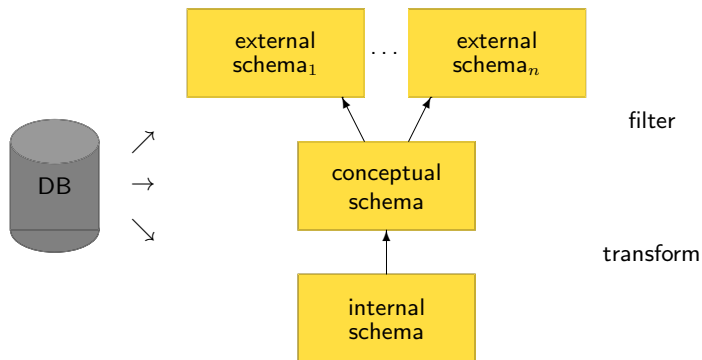 external
schema₁
...
external
schemaₙ
filter
DB
conceptual
schema
transform
internal
schema